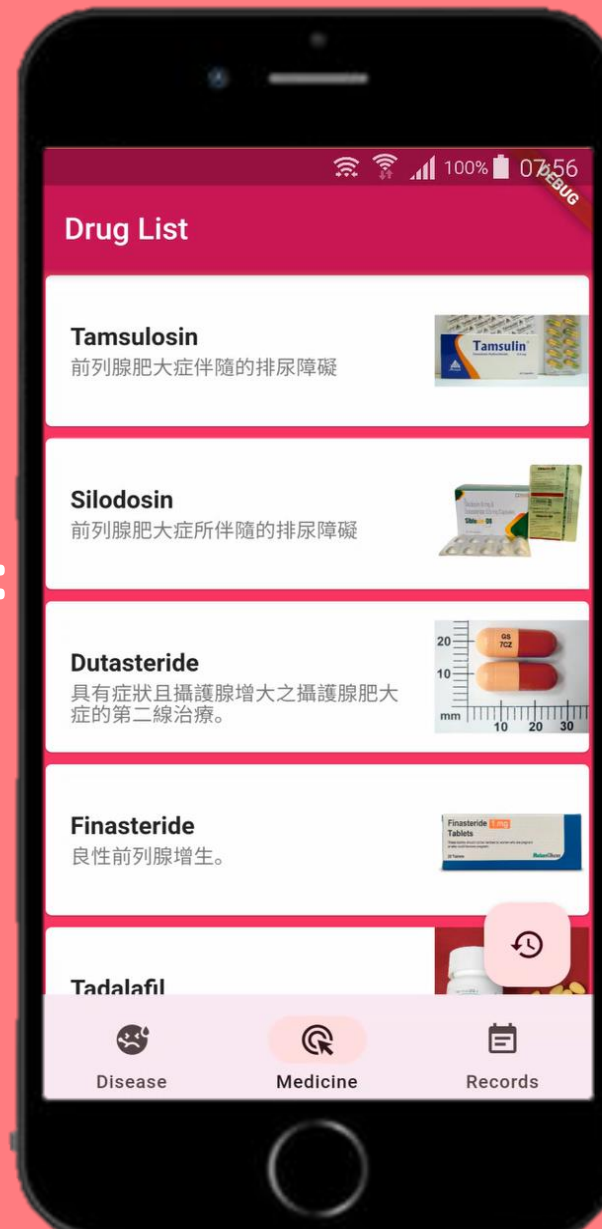 100% 07:56
DEBUG
Drug List
Tamsulosin
前列腺肥大症伴隨的排尿障礙
Tamsulin
Silodosin
前列腺肥大症所伴隨的排尿障礙
Dutasteride
具有症狀且攝護腺增大之攝護腺肥大
症的第二線治療。
GS
7CZ
20
10
mm
10 20 30
Finasteride
良性前列腺增生。
Finasteride 1 mg
Tablets
Tadalafil
Disease
Medicine
Records
: